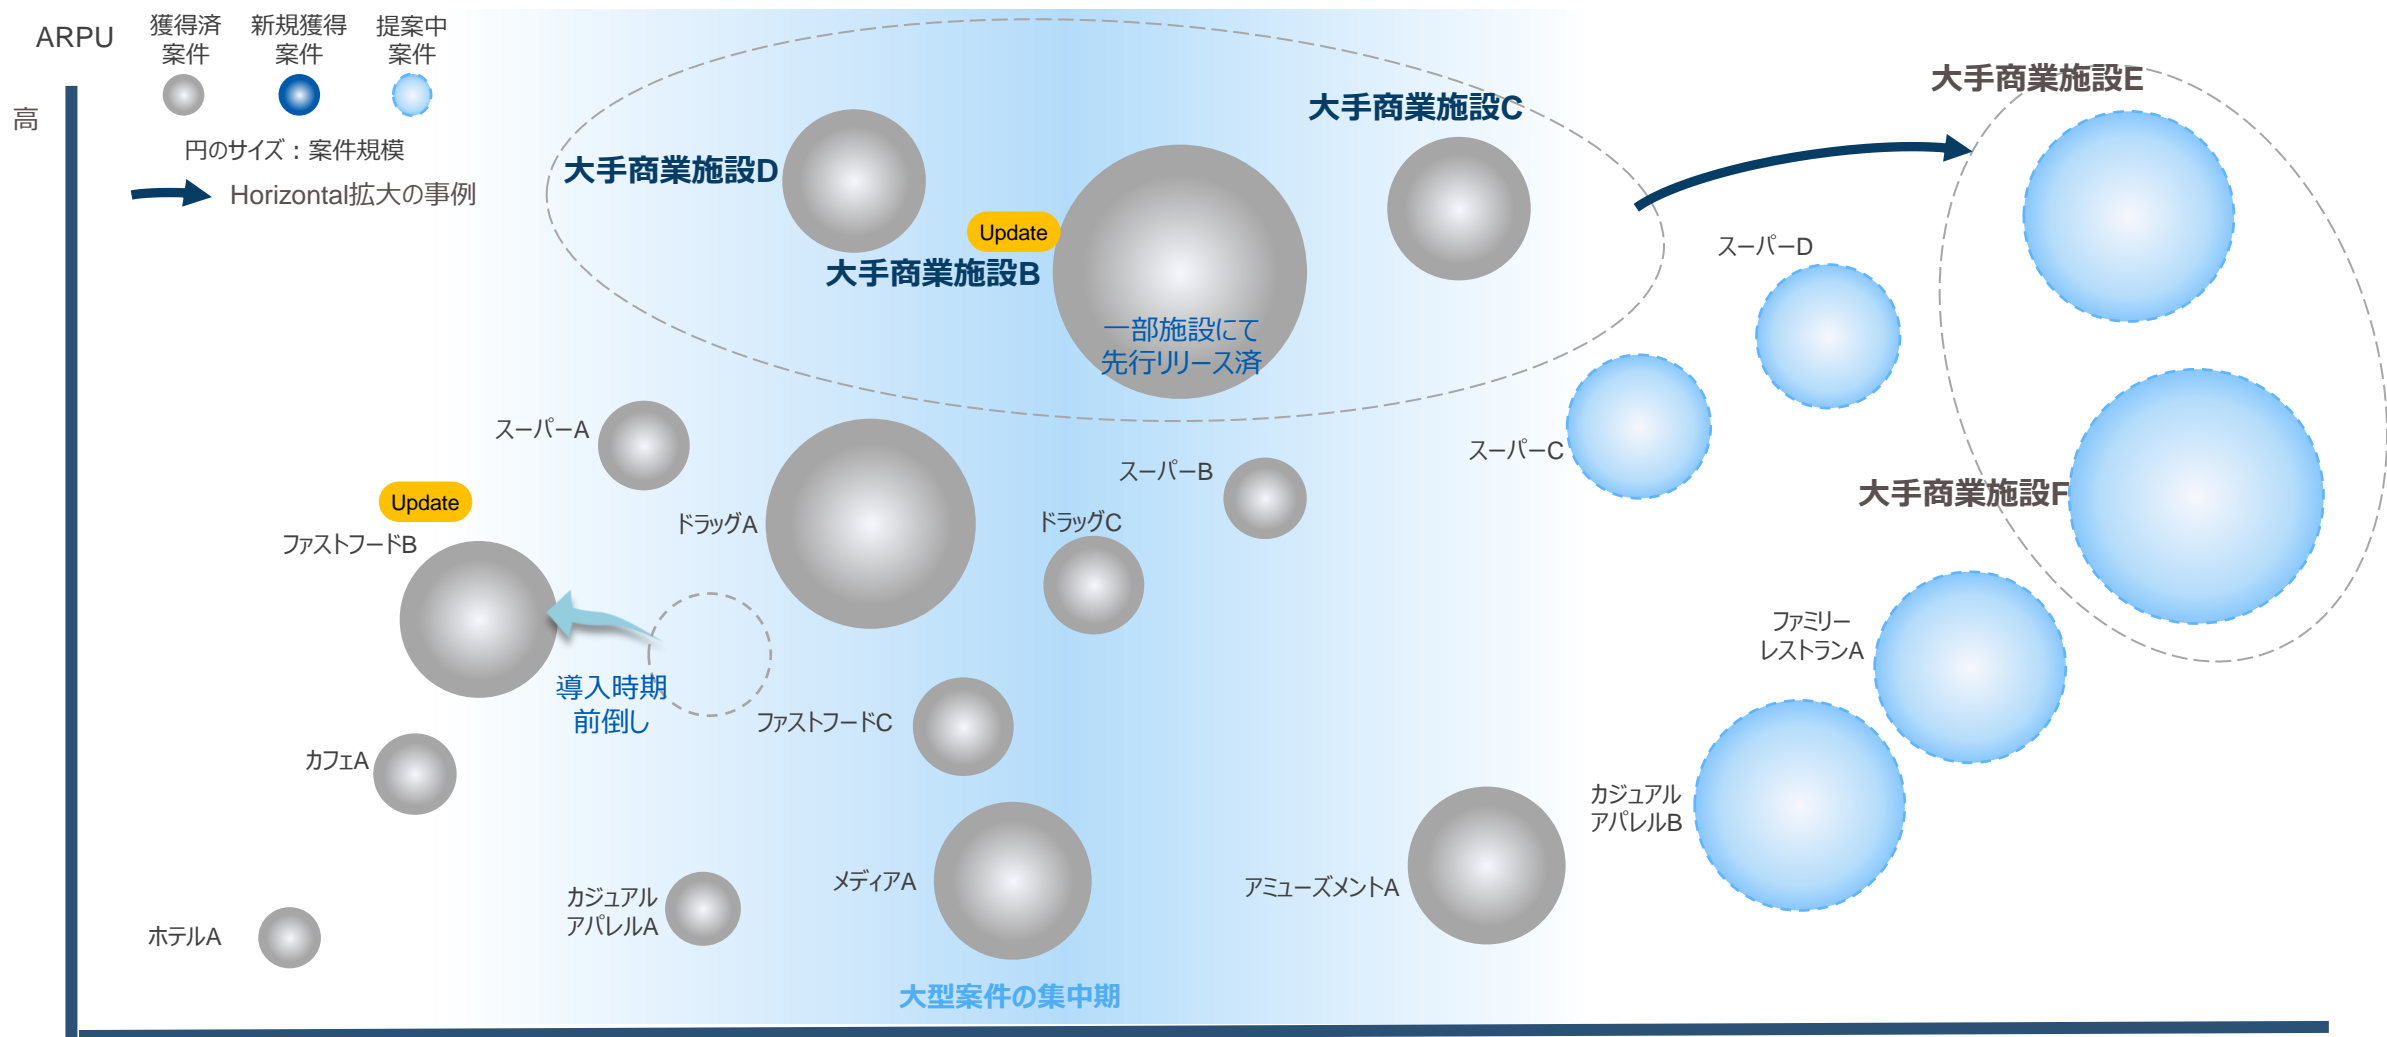 ARPU
獲得済
案件
新規獲得
案件
提案中
案件
高
円のサイズ：案件規模
Horizontal拡大の事例
大手商業施設D
大手商業施設C
大手商業施設E
Update
大手商業施設B
一部施設にて
先行リリース済
スーパーD
スーパーA
スーパーB
スーパーC
大手商業施設F
Update
ファストフードB
ドラッグA
ドラッグC
導入時期
前倒し
ファミリー
レストランA
ファストフードC
カフェA
カジュアル
アパレルB
カジュアル
アパレルA
メディアA
アミューズメントA
ホテルA
大型案件の集中期